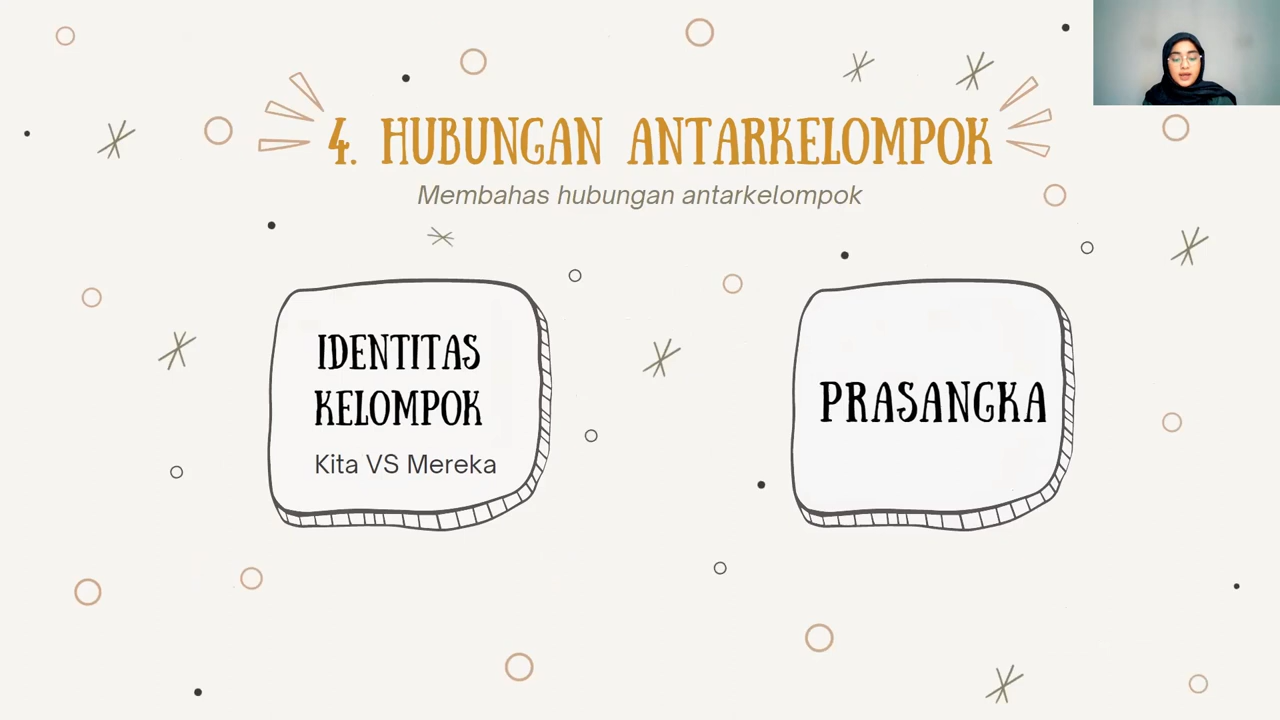 4. HUBUNGAN ANTARKELOMPOK
Membahas hubungan antarkelompok
IDENTITAS
KELOMPOK
Kita VS Mereka
PRASANGKA